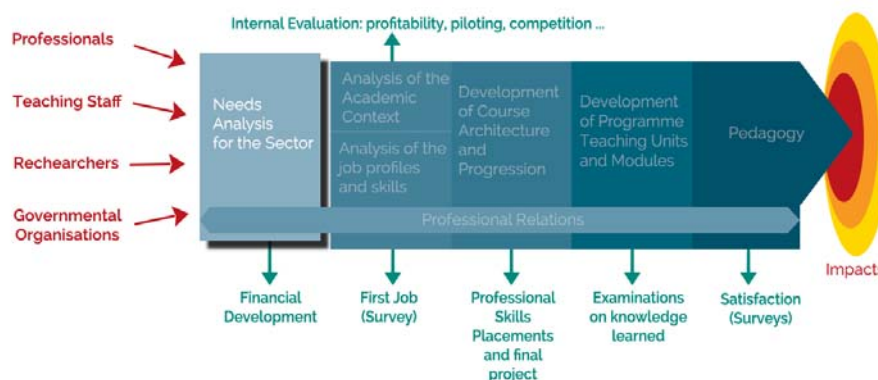 Internal Evaluation: profitability, piloting, competition ...
Professionals
Teaching Staff
Rechearchers
Governmental
Organisations
Needs
Analysis
for the Sector
Analysis of the
Academic
Context
Analysis of the
job profiles
and skills
Development
of Course
Architecture
and
Progression
Development
of Programme
Teaching Units
and Modules
Pedagogy
Professional Relations
Impact
Financial
Development
First Job
(Survey)
Professional
Skills
Placements
and final
project
Examinations
on knowledge
learned
Satisfaction
(Surveys)